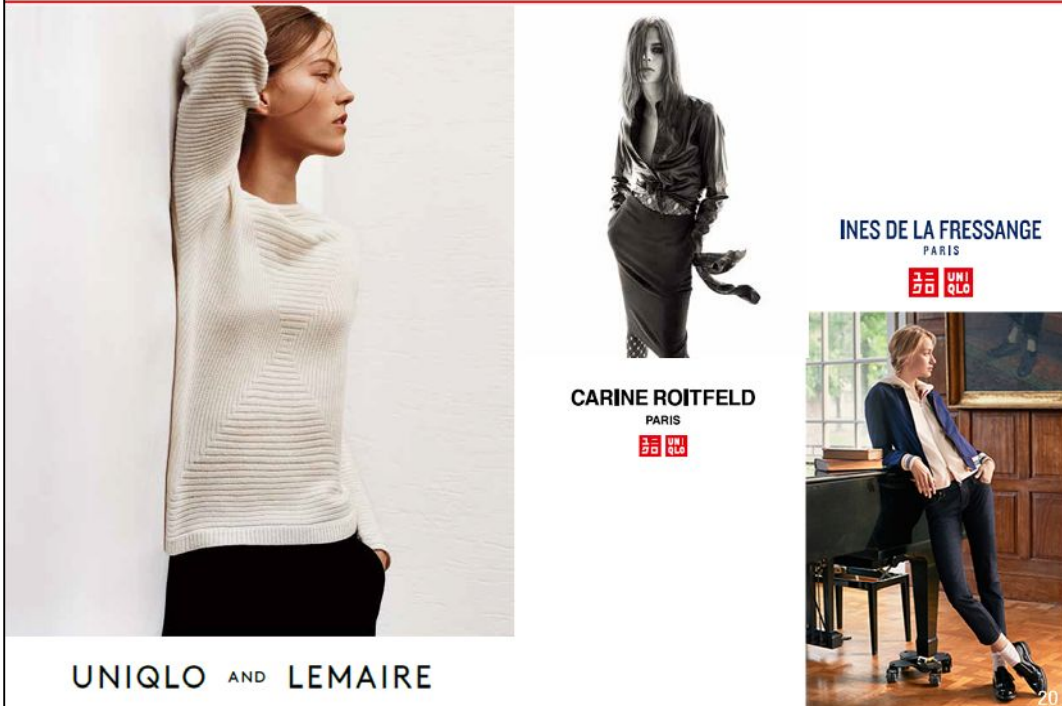 UNIQLO AND LEMAIRE
CARINE ROITFELD
PARIS
ユニ
クロ
UNI
QLO
INES DE LA FRESSANGE
PARIS
ユニ
クロ
UNI
QLO
20